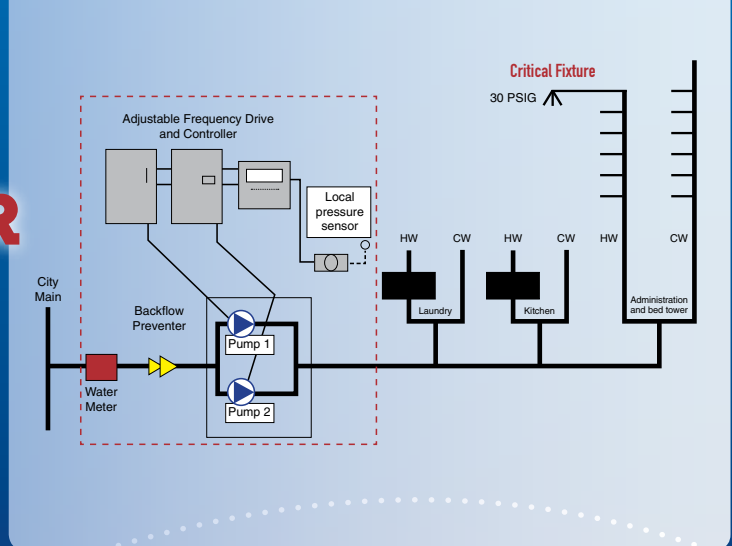 Critical Fixture
30 PSIG
Adjustable Frequency Drive
and Controller
R
Local
pressure
sensor
HW
CW
HW
CW
HW
CW
City
Main
Backflow
Preventer
Laundry
Kitchen
Administration
and bed tower
Pump 1
Water
Meter
Pump 2